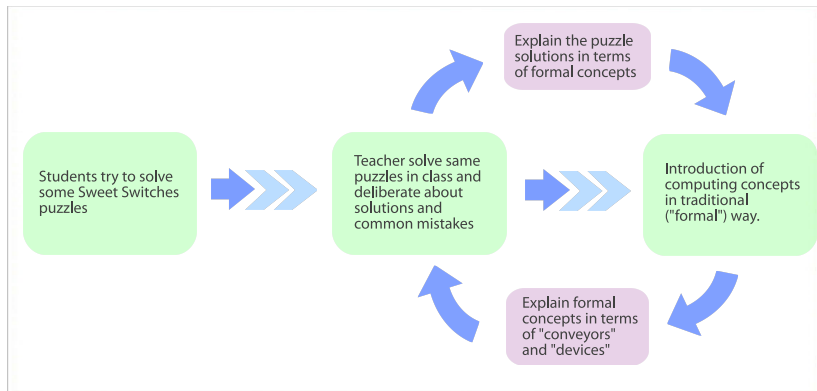 Explain the puzzle
solutions in terms
of formal concepts
Students try to solve
some Sweet Switches
puzzles
Teacher solve same
puzzles in class and
deliberate about
solutions and
common mistakes
Introduction of
computing concepts
in traditional
("formal") way.
Explain formal
concepts in terms
of "conveyors"
and "devices"